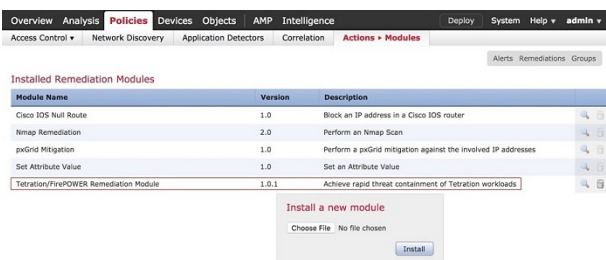 Overview Analysis Policies Devices Objects AMP Intelligence Deploy System Help ▾ admin ▾
Access Control ▾ Network Discovery Application Detectors Correlation Actions ▸ Modules
Alerts Remediations Groups
Installed Remediation Modules
Module Name Version Description
Cisco IOS Null Route 1.0 Block an IP address in a Cisco IOS router
Nmap Remediation 2.0 Perform an Nmap Scan
pxGrid Mitigation 1.0 Perform a pxGrid mitigation against the involved IP addresses
Set Attribute Value 1.0 Set an Attribute Value
Tetration/FirePOWER Remediation Module 1.0.1 Achieve rapid threat containment of Tetration workloads
Install a new module
Choose File No file chosen
Install